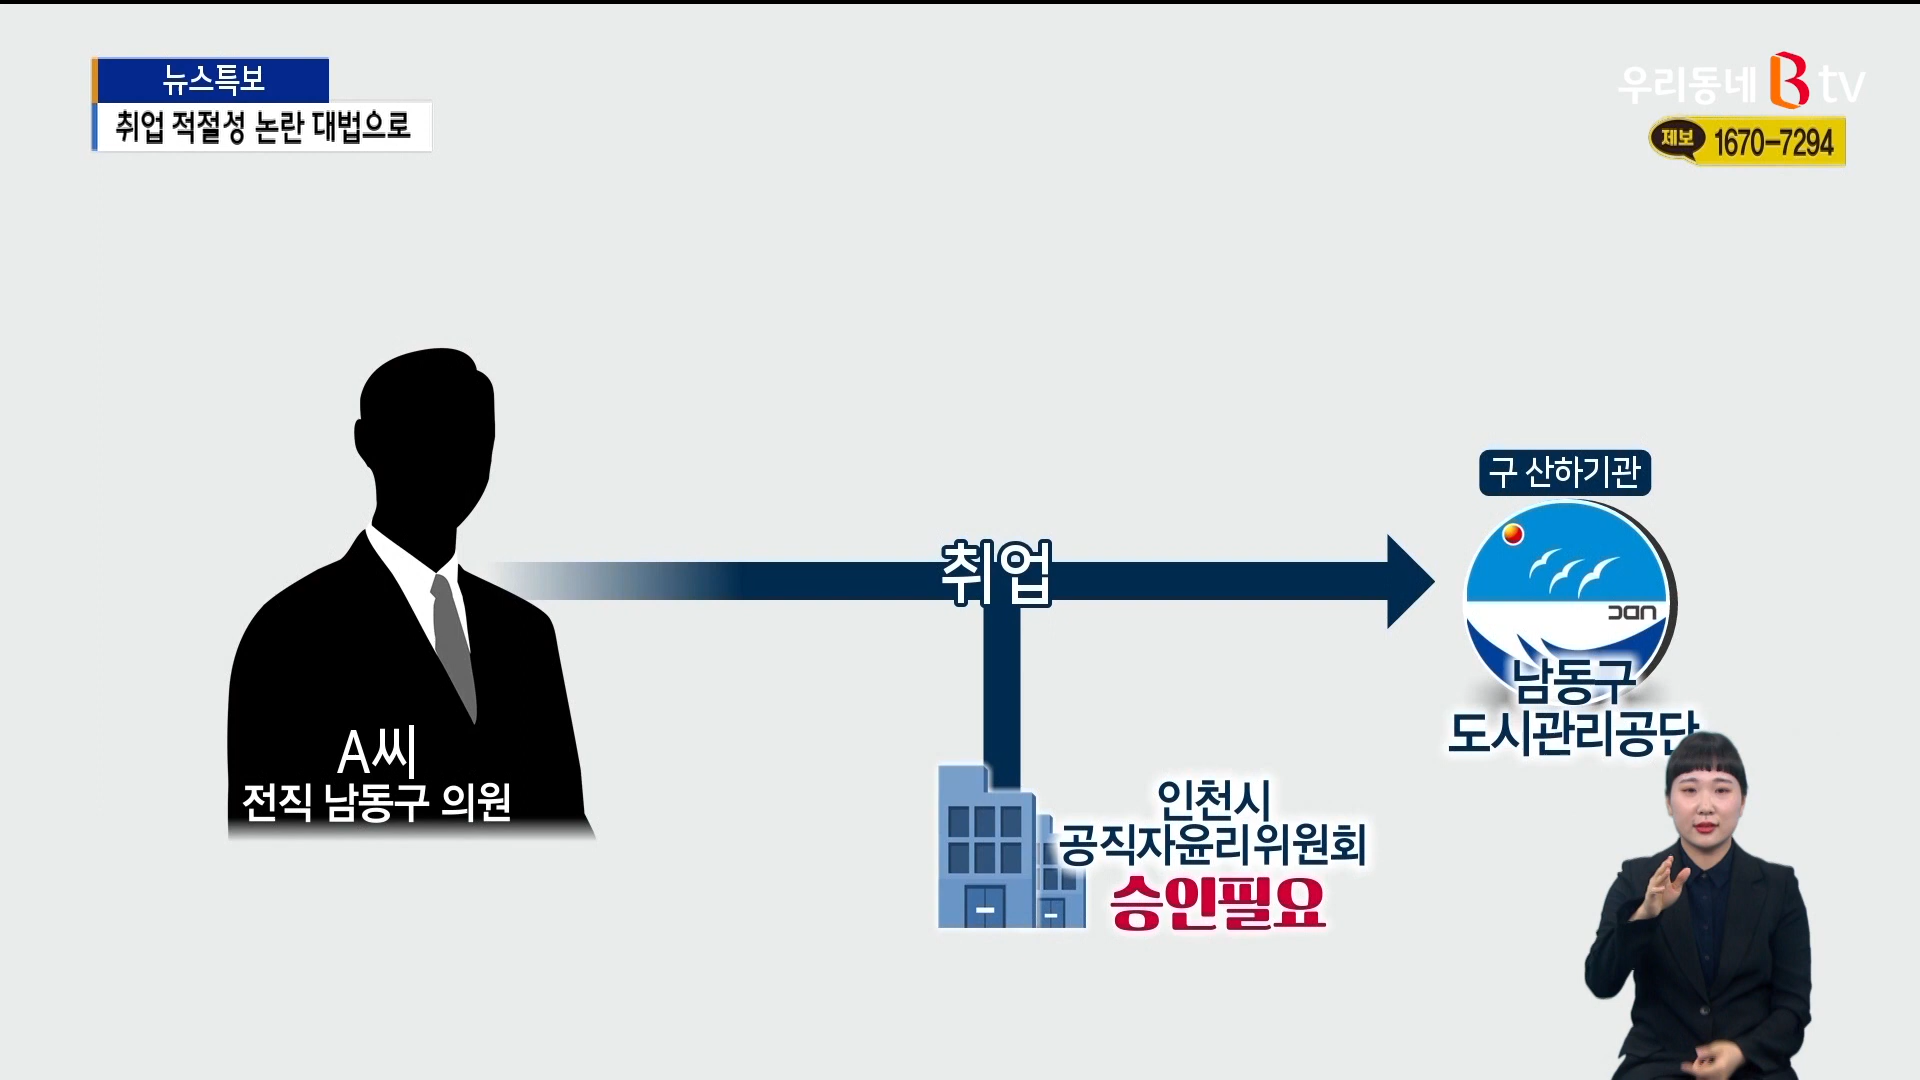 뉴스특보
취업 적절성 논란 대법으로
우리동네 B tv
제보 1670-7294
구 산하기관
취업
남동구
도시관리공단
A씨
전직 남동구 의원
인천시
공직자윤리위원회
승인필요